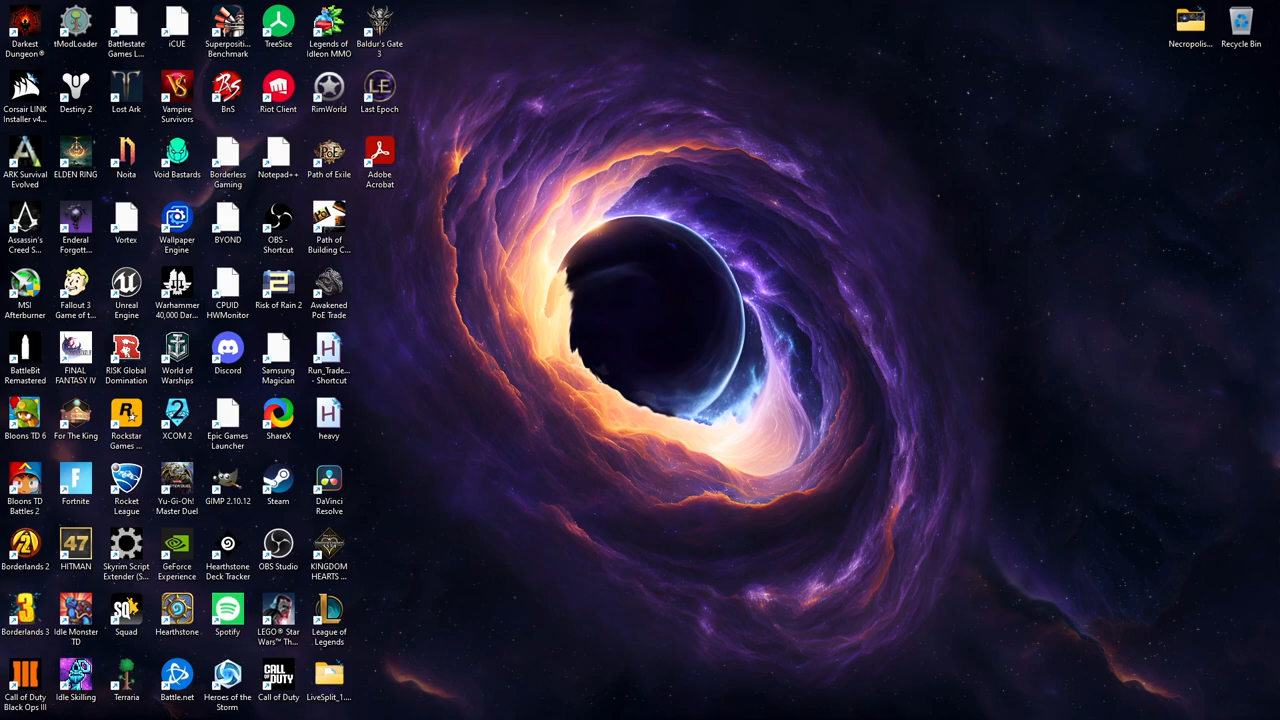 Darkest
Dungeon®
tModLoader
Battlestate
Games L...
iCUE
Superpositi...
Benchmark
TreeSize
Legends of
Idleon MMO
Baldur's Gate
3
Necropolis...
Recycle Bin
Corsair LINK
Installer v4...
Destiny 2
Lost Ark
Vampire
Survivors
BnS
Riot Client
RimWorld
Last Epoch
ARK Survival
Evolved
ELDEN RING
Noita
Void Bastards
Borderless
Gaming
Notepad++
Path of Exile
Adobe
Acrobat
Assassin's
Creed S...
Enderal
Forgott...
Vortex
Wallpaper
Engine
BYOND
OBS -
Shortcut
Path of
Building C...
MSI
Afterburner
Fallout 3
Game of t...
Unreal
Engine
Warhammer
40,000 Dar...
CPUID
HWMonitor
Risk of Rain 2
Awakened
PoE Trade
BattleBit
Remastered
FINAL
FANTASY IV
RISK Global
Domination
World of
Warships
Discord
Samsung
Magician
Run_Trade...
- Shortcut
Bloons TD 6
For The King
Rockstar
Games ...
XCOM 2
Epic Games
Launcher
ShareX
heavy
Bloons TD
Battles 2
Fortnite
Rocket
League
Yu-Gi-Oh!
Master Duel
GIMP 2.10.12
Steam
DaVinci
Resolve
Borderlands 2
HITMAN
Skyrim Script
Extender (S...
GeForce
Experience
Hearthstone
Deck Tracker
OBS Studio
KINGDOM
HEARTS ...
Borderlands 3
Idle Monster
TD
Squad
Hearthstone
Spotify
LEGO® Star
Wars™ Th...
League of
Legends
Call of Duty
Black Ops III
Idle Skilling
Terraria
Battle.net
Heroes of the
Storm
Call of Duty
LiveSplit_1....